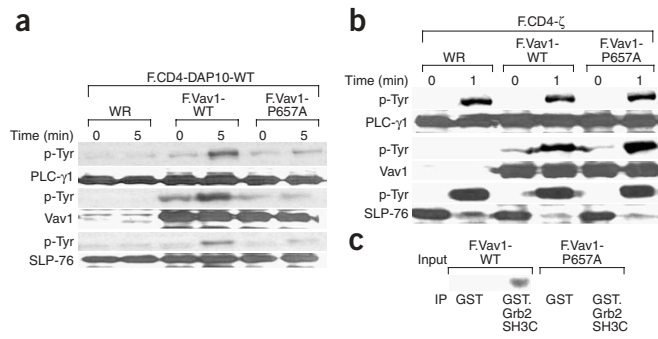 a
F.CD4-DAP10-WT
WR F.Vav1-WT F.Vav1-P657A
Time (min) 0 5 0 5 0 5
p-Tyr
PLC-γ1
p-Tyr
Vav1
p-Tyr
SLP-76
b
F.CD4-ζ
WR F.Vav1-WT F.Vav1-P657A
Time (min) 0 1 0 1 0 1
p-Tyr
PLC-γ1
p-Tyr
Vav1
p-Tyr
SLP-76
c
Input F.Vav1-WT F.Vav1-P657A
IP GST GST.Grb2 SH3C GST GST.Grb2 SH3C